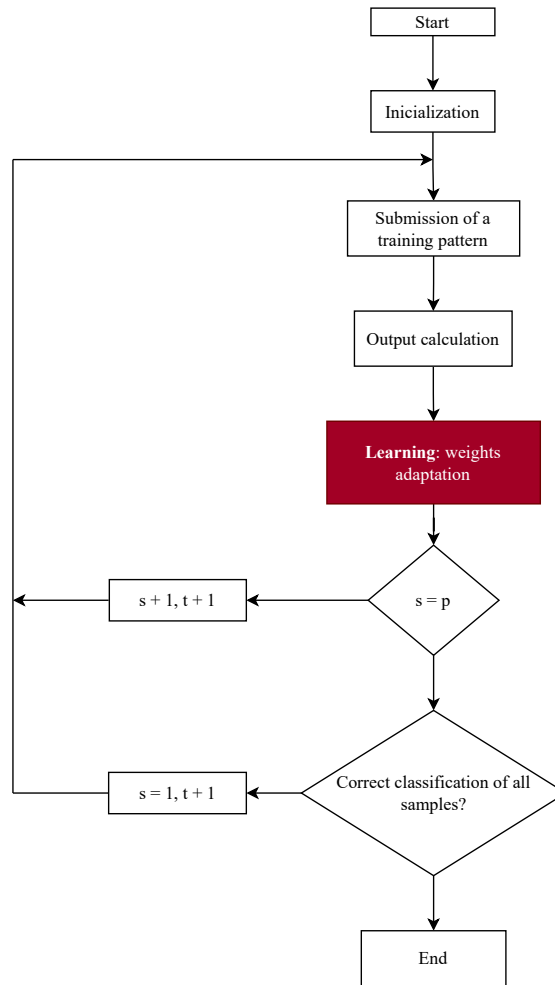 Start
Inicialization
Submission of a
training pattern
Output calculation
Learning: weights
adaptation
s = p
s + 1, t + 1
Correct classification of all
samples?
s = 1, t + 1
End